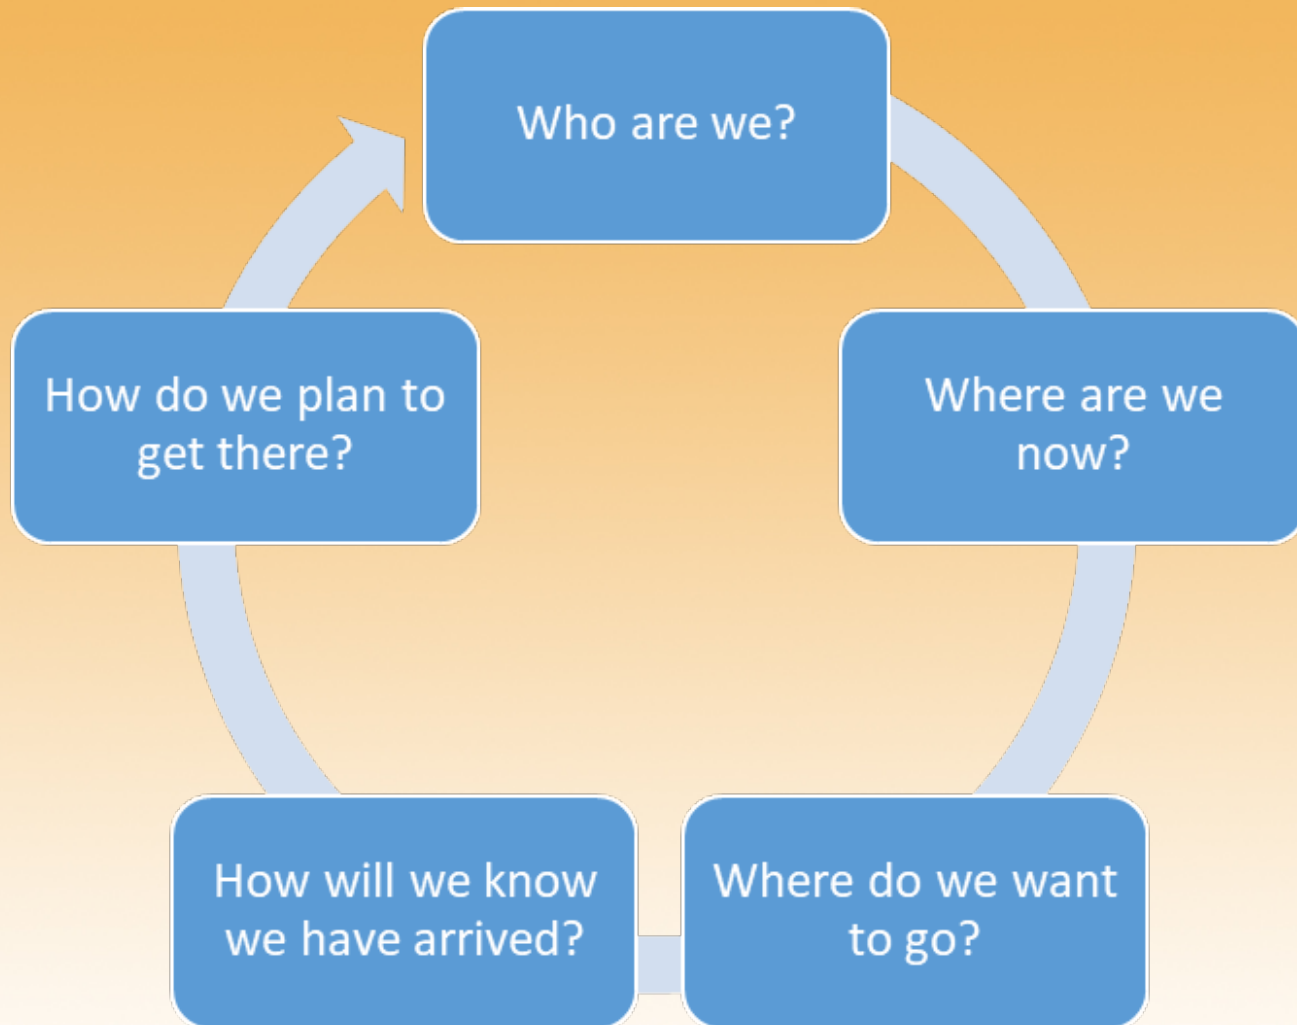 Who are we?
Where are we
now?
Where do we want
to go?
How will we know
we have arrived?
How do we plan to
get there?